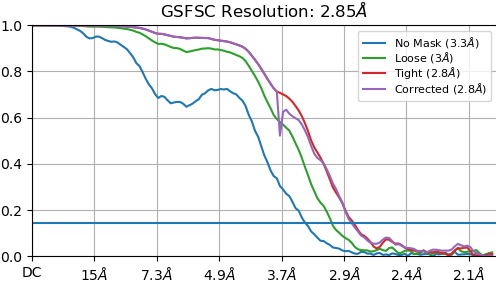 GSFSC Resolution: 2.85Å
No Mask (3.3Å)
Loose (3Å)
Tight (2.8Å)
Corrected (2.8Å)
1.0
0.8
0.6
0.4
0.2
0.0
DC 15Å 7.3Å 4.9Å 3.7Å 2.9Å 2.4Å 2.1Å